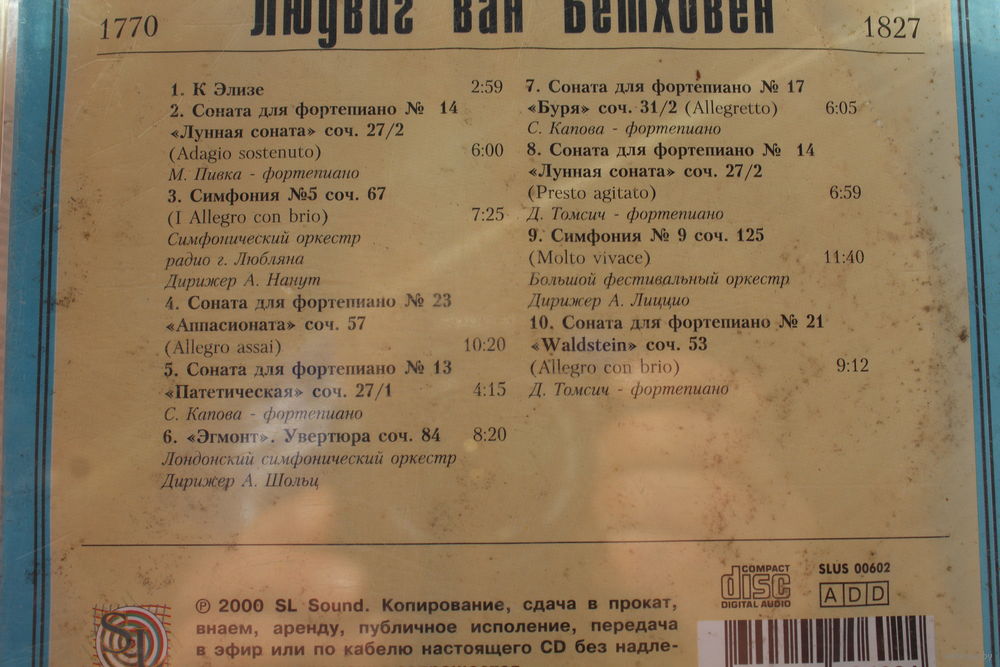 Людвиг ван Бетховен
1770 1827
1. К Элизе 2:59
2. Соната для фортепиано № 14
«Лунная соната» соч. 27/2
(Adagio sostenuto) 6:00
М. Пивка - фортепиано
3. Симфония №5 соч. 67
(I Allegro con brio) 7:25
Симфонический оркестр
радио г. Любляна
Дирижер А. Нанут
4. Соната для фортепиано № 23
«Аппасионата» соч. 57
(Allegro assai) 10:20
5. Соната для фортепиано № 13
«Патетическая» соч. 27/1 4:15
С. Капова - фортепиано
6. «Эгмонт». Увертюра соч. 84 8:20
Лондонский симфонический оркестр
Дирижер А. Шольц
7. Соната для фортепиано № 17
«Буря» соч. 31/2 (Allegretto) 6:05
С. Капова - фортепиано
8. Соната для фортепиано № 14
«Лунная соната» соч. 27/2
(Presto agitato) 6:59
Д. Томсич - фортепиано
9. Симфония № 9 соч. 125
(Molto vivace) 11:40
Большой фестивальный оркестр
Дирижер А. Лиццио
10. Соната для фортепиано № 21
«Waldstein» соч. 53
(Allegro con brio) 9:12
Д. Томсич - фортепиано
COMPACT
disc
DIGITAL AUDIO
SLUS 00602
ADD
℗ 2000 SL Sound. Копирование, сдача в прокат,
внаем, аренду, публичное исполение, передача
в эфир или по кабелю настоящего CD без надле-